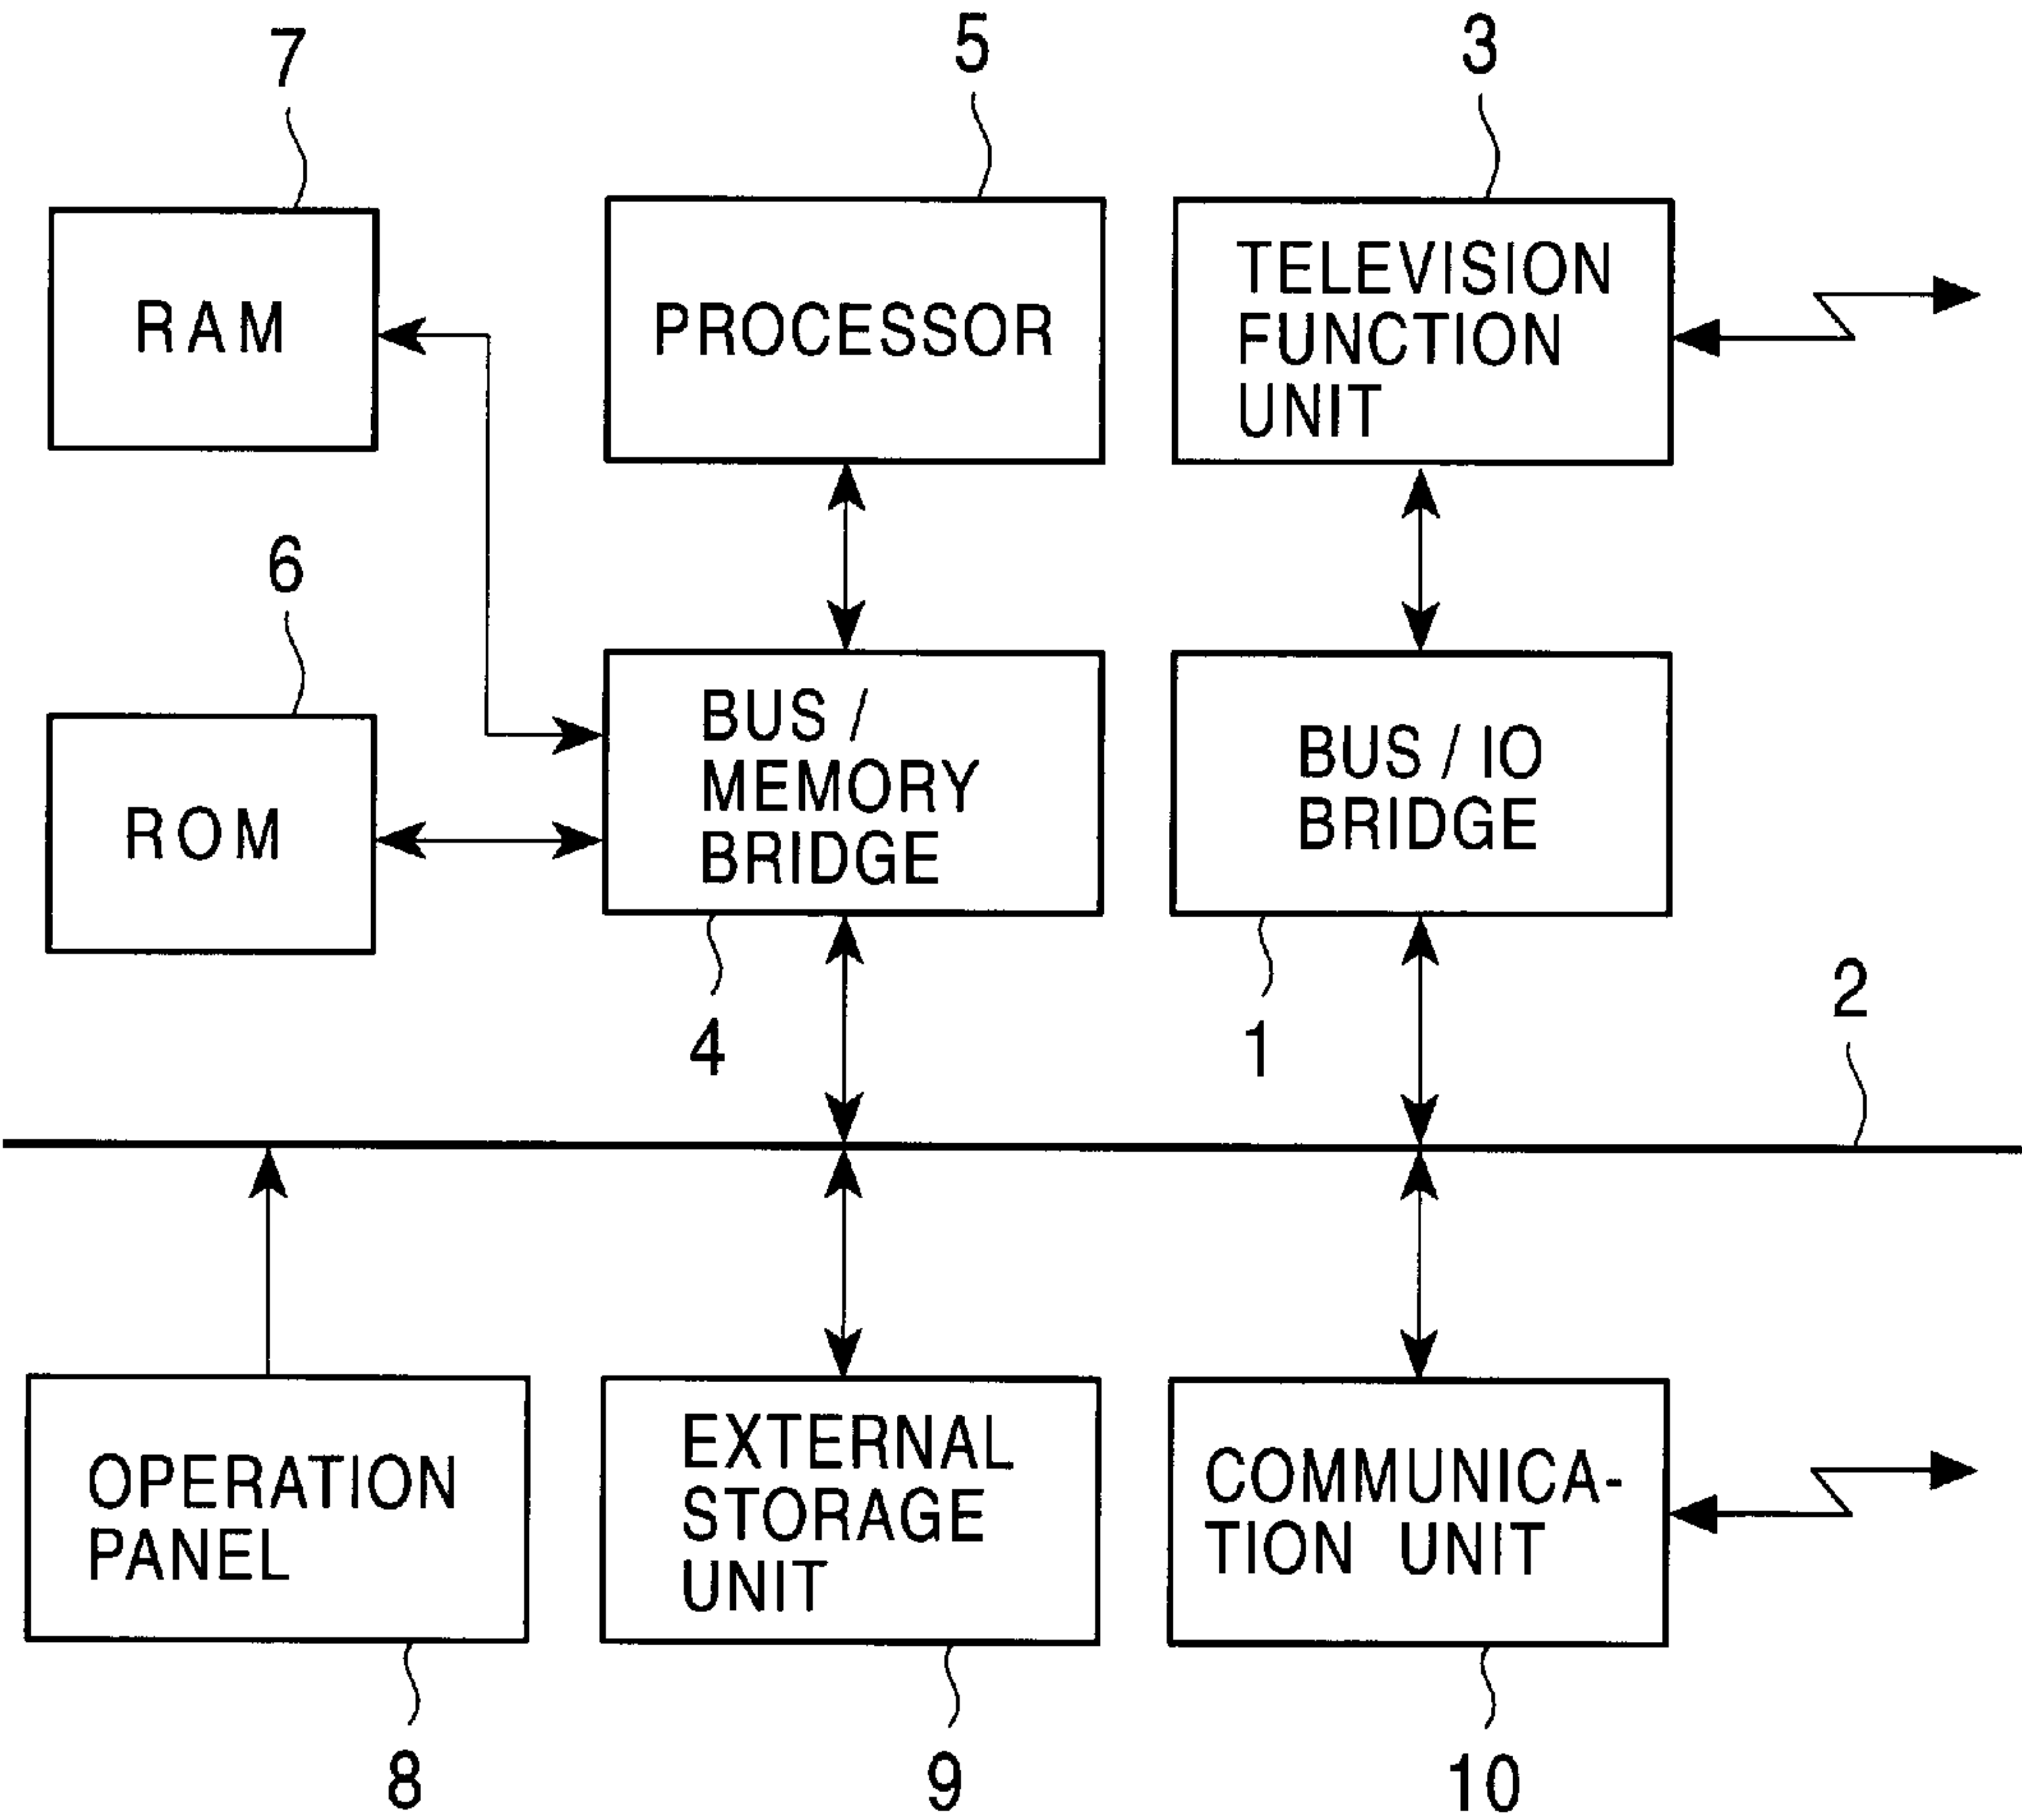 7
5
3
RAM
PROCESSOR
TELEVISION
FUNCTION
UNIT
6
ROM
BUS /
MEMORY
BRIDGE
BUS / IO
BRIDGE
4
1
2
OPERATION
PANEL
EXTERNAL
STORAGE
UNIT
COMMUNICA-
TION UNIT
8
9
10